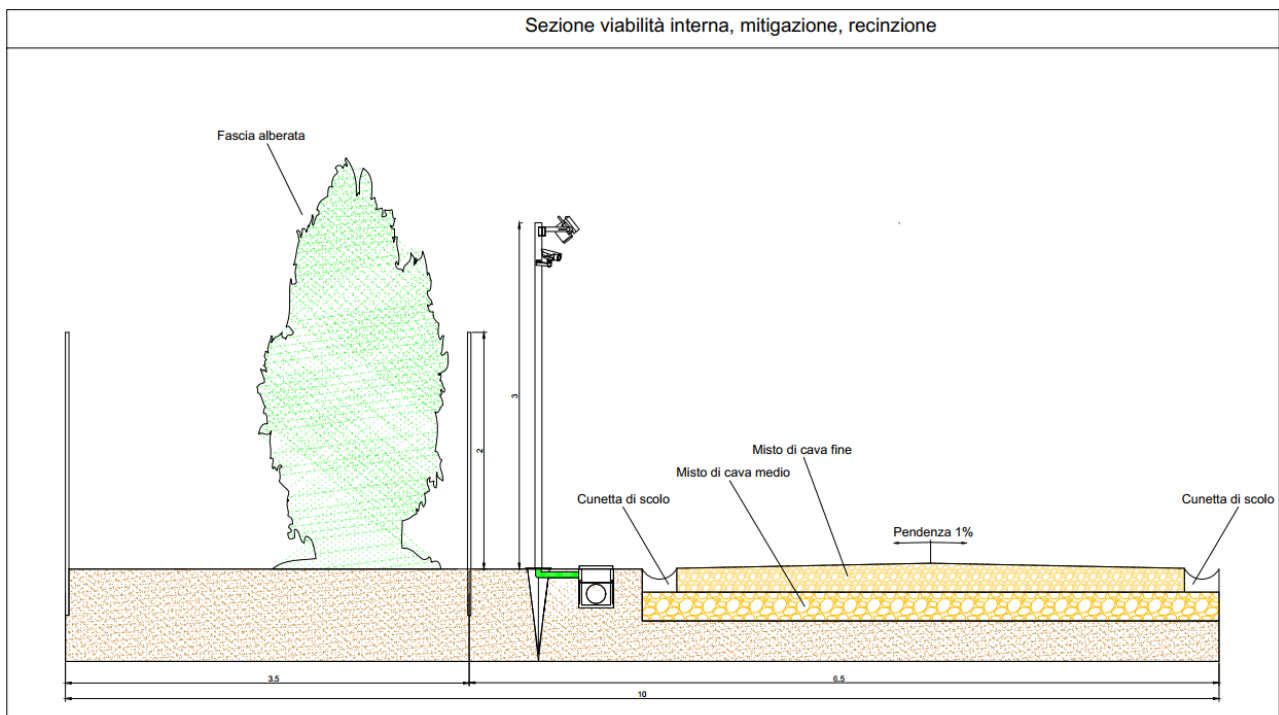 Sezione viabilità interna, mitigazione, recinzione
Fascia alberata
Misto di cava fine
Misto di cava medio
Cunetta di scolo
Cunetta di scolo
Pendenza 1%
3
2
3.5
6.5
10